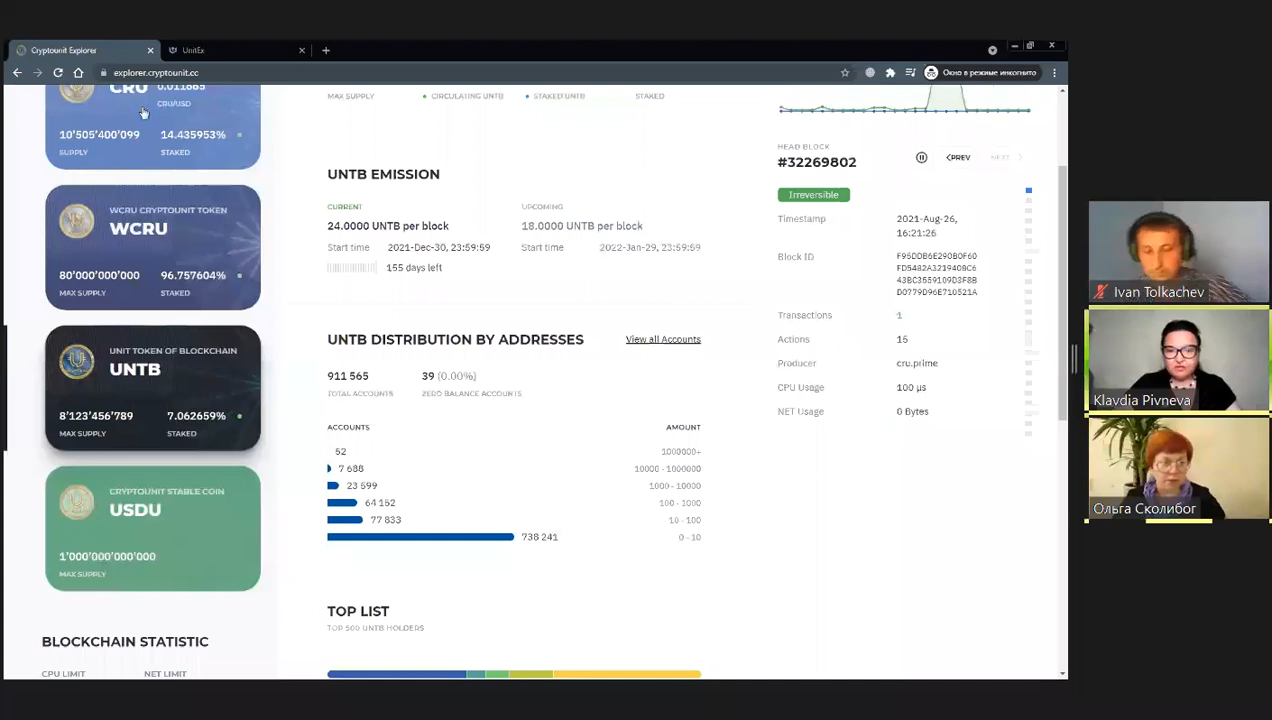 Cryptounit Explorer
UnitEx
explorer.cryptounit.cc
Окно в режиме инкогнито
CRU
0.011865
CRU/USD
10'505'400'099
14.435953%
SUPPLY
STAKED
WCRU CRYPTOUNIT TOKEN
WCRU
80'000'000'000
96.757604%
MAX SUPPLY
STAKED
UNIT TOKEN OF BLOCKCHAIN
UNTB
8'123'456'789
7.062659%
MAX SUPPLY
STAKED
CRYPTOUNIT STABLE COIN
USDU
1'000'000'000'000
MAX SUPPLY
BLOCKCHAIN STATISTIC
CPU LIMIT
NET LIMIT
MAX SUPPLY
CIRCULATING UNTB
STAKED UNTB
STAKED
UNTB EMISSION
CURRENT
UPCOMING
24.0000 UNTB per block
18.0000 UNTB per block
Start time
2021-Dec-30, 23:59:59
Start time
2022-Jan-29, 23:59:59
155 days left
UNTB DISTRIBUTION BY ADDRESSES
View all Accounts
911 565
39 (0.00%)
TOTAL ACCOUNTS
ZERO BALANCE ACCOUNTS
ACCOUNTS
AMOUNT
52
1000000+
7 688
10000 - 1000000
23 599
1000 - 10000
64 152
100 - 1000
77 833
10 - 100
738 241
0 - 10
TOP LIST
TOP 500 UNTB HOLDERS
HEAD BLOCK
#32269802
PREV
NEXT
Irreversible
Timestamp
2021-Aug-26,
16:21:26
Block ID
Transactions
1
Actions
15
Producer
cru.prime
CPU Usage
100 µs
NET Usage
0 Bytes
Ivan Tolkachev
Klavdia Pivneva
Ольга Сколибог